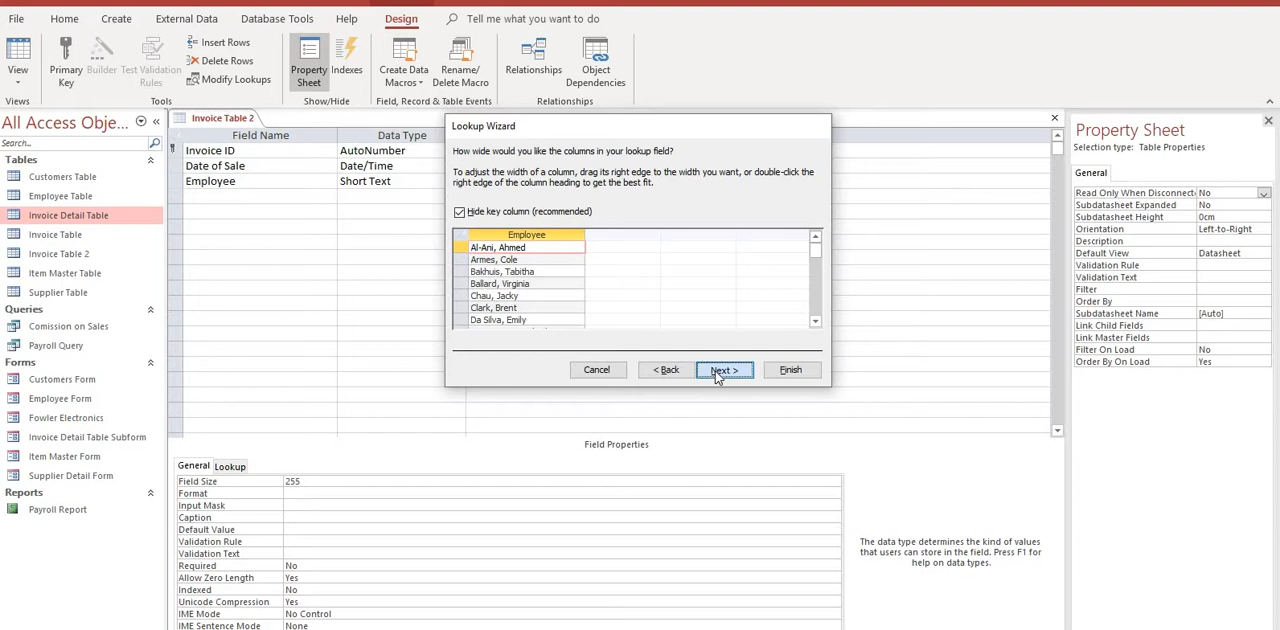 File Home Create External Data Database Tools Help Design Tell me what you want to do
View
Views
Primary Key
Builder
Test Validation Rules
Insert Rows
Delete Rows
Modify Lookups
Tools
Property Sheet
Indexes
Show/Hide
Create Data Macros
Rename/ Delete Macro
Field, Record & Table Events
Relationships
Object Dependencies
Relationships
All Access Obje...
Search...
Tables
Customers Table
Employee Table
Invoice Detail Table
Invoice Table
Invoice Table 2
Item Master Table
Supplier Table
Queries
Comission on Sales
Payroll Query
Forms
Customers Form
Employee Form
Fowler Electronics
Invoice Detail Table Subform
Item Master Form
Supplier Detail Form
Reports
Payroll Report
Invoice Table 2
Field Name Data Type
Invoice ID AutoNumber
Date of Sale Date/Time
Employee Short Text
Lookup Wizard
How wide would you like the columns in your lookup field?
To adjust the width of a column, drag its right edge to the width you want, or double-click the
right edge of the column heading to get the best fit.
Hide key column (recommended)
Employee
Al-Ani, Ahmed
Armes, Cole
Bakhuis, Tabitha
Ballard, Virginia
Chau, Jacky
Clark, Brent
Da Silva, Emily
Cancel < Back Next > Finish
Field Properties
General Lookup
Field Size 255
Format
Input Mask
Caption
Default Value
Validation Rule
Validation Text
Required No
Allow Zero Length Yes
Indexed No
Unicode Compression Yes
IME Mode No Control
IME Sentence Mode None
The data type determines the kind of values
that users can store in the field. Press F1 for
help on data types.
Property Sheet
Selection type: Table Properties
General
Read Only When Disconnect No
Subdatasheet Expanded No
Subdatasheet Height 0cm
Orientation Left-to-Right
Description
Default View Datasheet
Validation Rule
Validation Text
Filter
Order By
Subdatasheet Name [Auto]
Link Child Fields
Link Master Fields
Filter On Load No
Order By On Load Yes